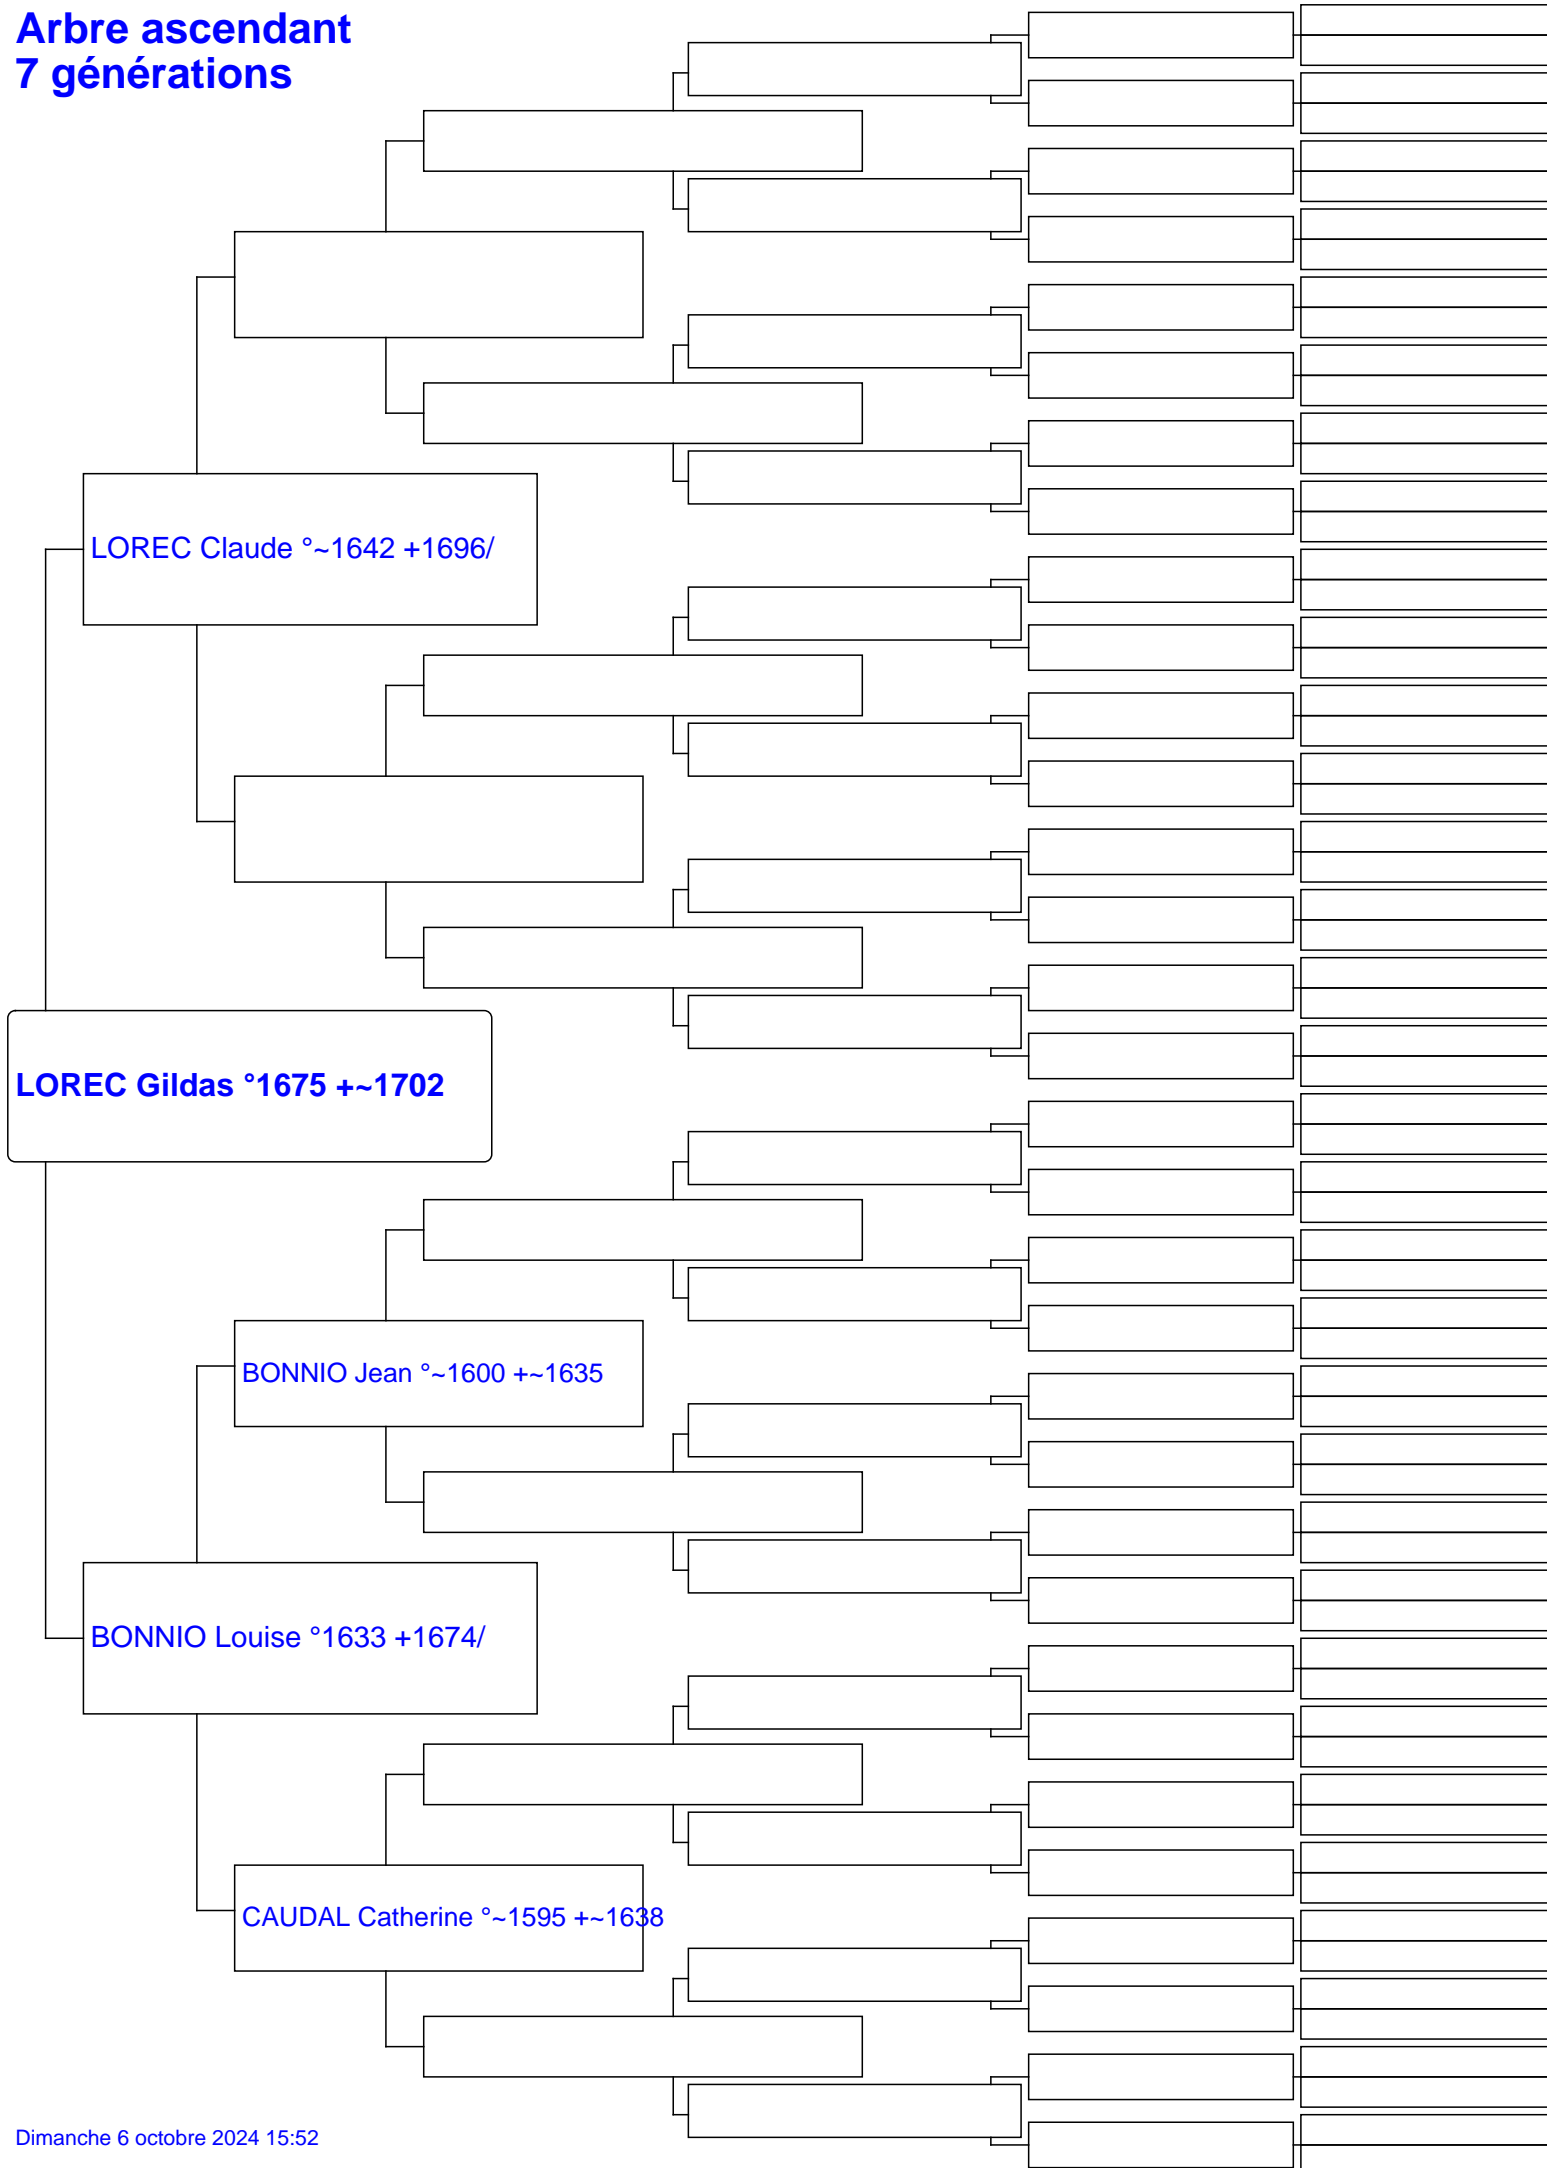 Arbre ascendant
7 générations
LOREC Claude °~1642 +1696/
LOREC Gildas °1675 +~1702
BONNIO Jean °~1600 +~1635
BONNIO Louise °1633 +1674/
CAUDAL Catherine °~1595 +~1638
Dimanche 6 octobre 2024 15:52